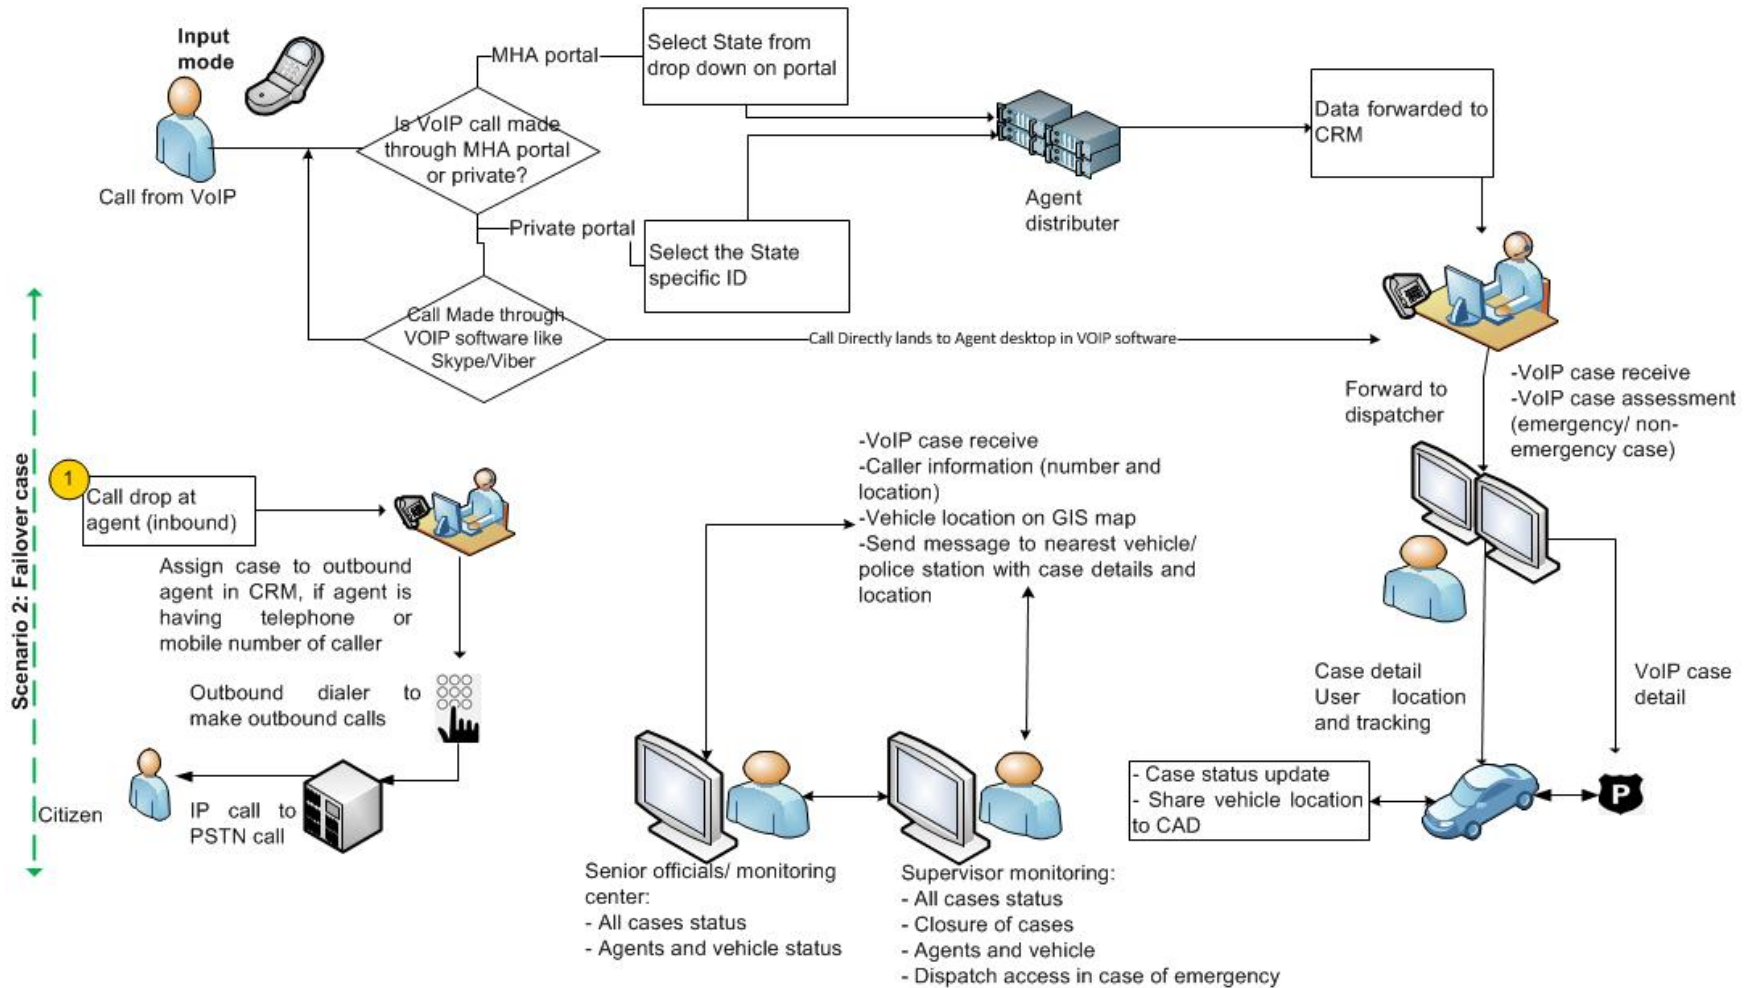 Input
mode
Call from VoIP
Is VoIP call made
through MHA portal
or private?
MHA portal
Select State from
drop down on portal
Private portal
Select the State
specific ID
Agent
distributer
Data forwarded to
CRM
Call Made through
VOIP software like
Skype/Viber
Call Directly lands to Agent desktop in VOIP software
Forward to
dispatcher
-VoIP case receive
-VoIP case assessment
(emergency/ non-
emergency case)
Scenario 2: Failover case
1
Call drop at
agent (inbound)
Assign case to outbound
agent in CRM, if agent is
having telephone or
mobile number of caller
Outbound dialer to
make outbound calls
Citizen
IP call to
PSTN call
-VoIP case receive
-Caller information (number and
location)
-Vehicle location on GIS map
-Send message to nearest vehicle/
police station with case details and
location
Case detail
User location
and tracking
VoIP case
detail
- Case status update
- Share vehicle location
to CAD
P
Senior officials/ monitoring
center:
- All cases status
- Agents and vehicle status
Supervisor monitoring:
- All cases status
- Closure of cases
- Agents and vehicle
- Dispatch access in case of emergency